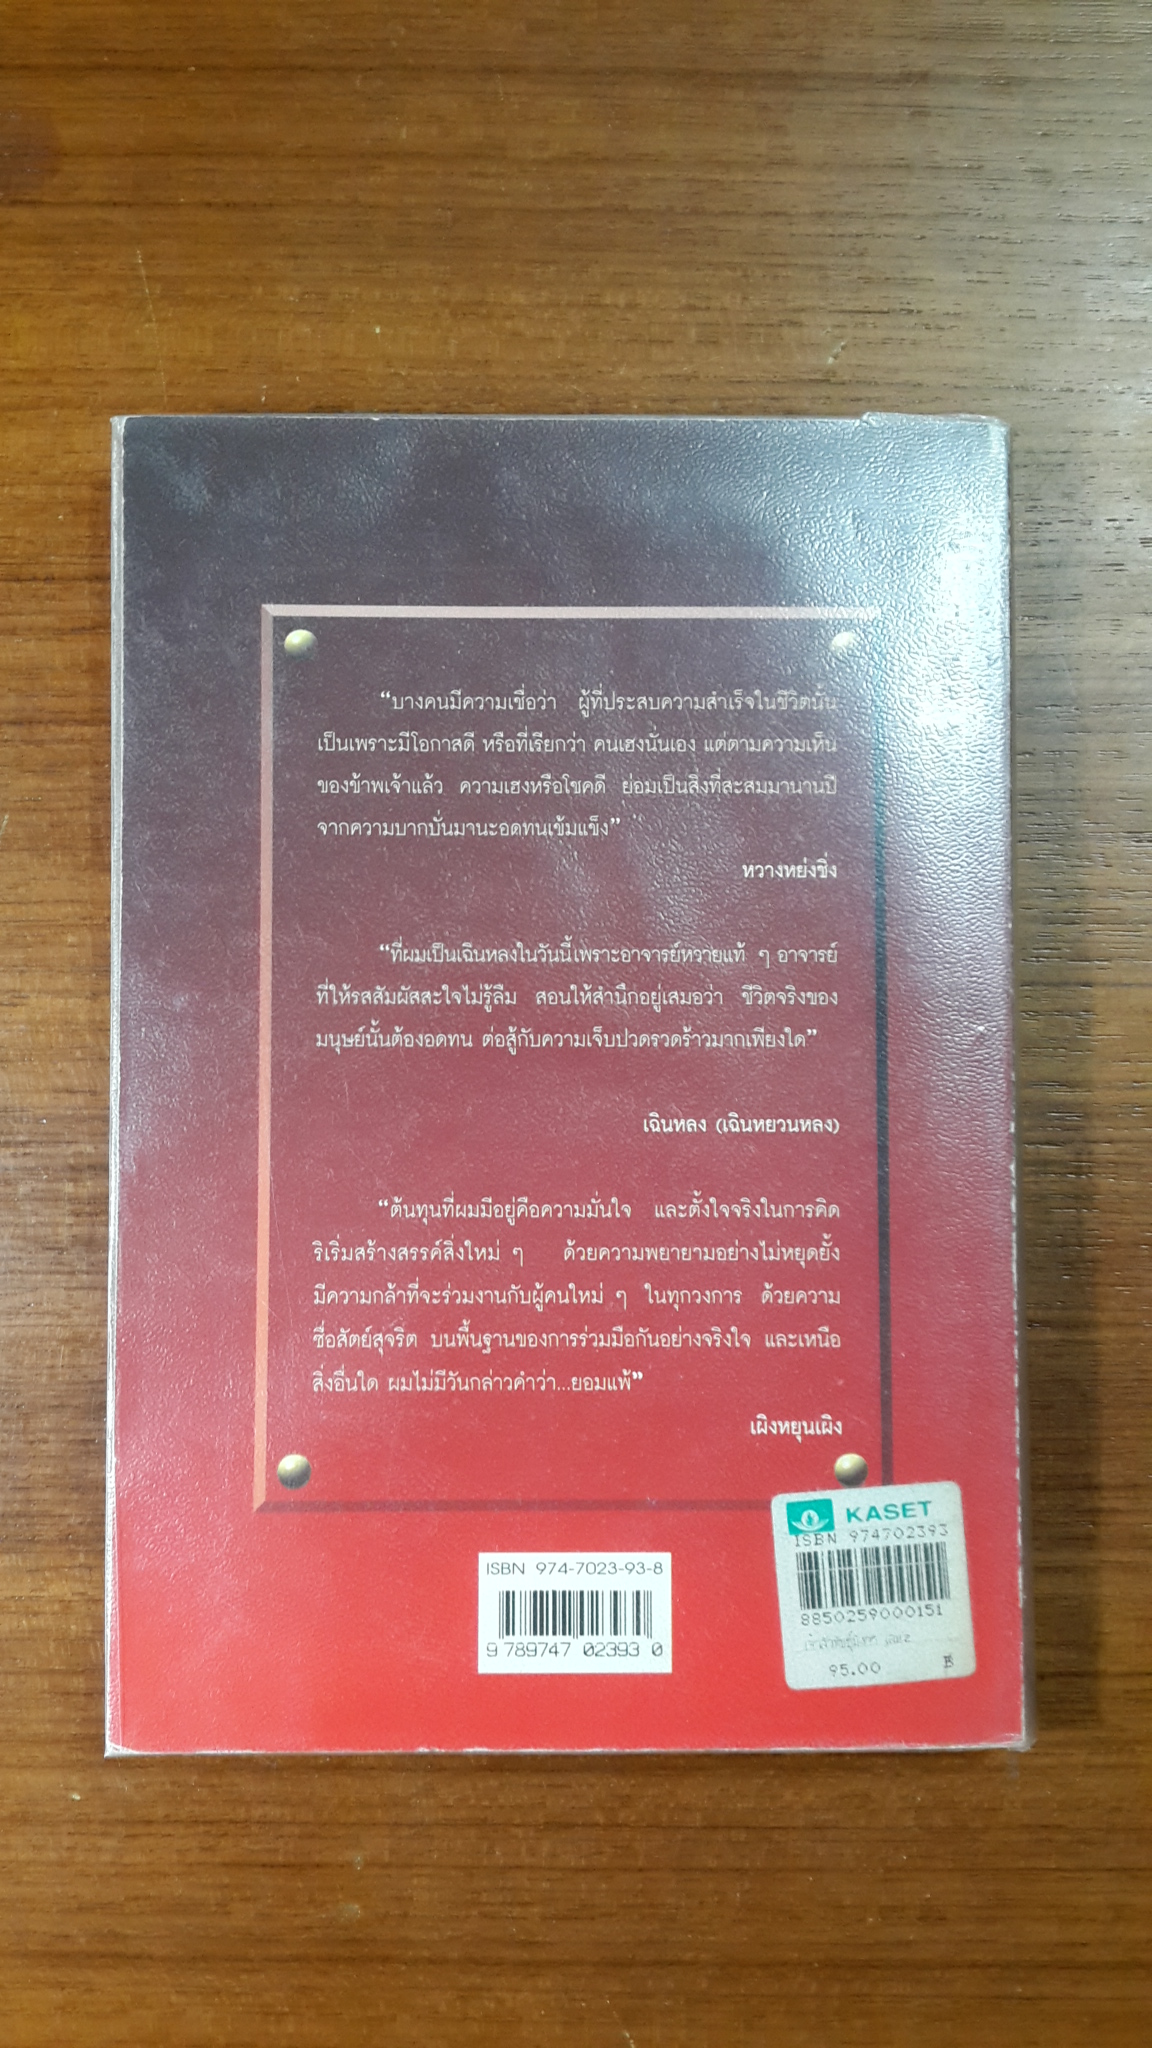 “บางคนมีความเชื่อว่า ผู้ที่ประสบความสำเร็จในชีวิตนั้น
เป็นเพราะมีโอกาสดี หรือที่เรียกว่า คนเฮงนั่นเอง แต่ตามความเห็น
ของข้าพเจ้าแล้ว ความเฮงหรือโชคดี ย่อมเป็นสิ่งที่สะสมมานานปี
จากความบากบั่นมานะอดทนเข้มแข็ง”
หวางหย่งชิ่ง
“ที่ผมเป็นเฉินหลงในวันนี้เพราะอาจารย์หวายแท้ ๆ อาจารย์
ที่ให้รสสัมผัสสะใจไม่รู้ลืม สอนให้สำนึกอยู่เสมอว่า ชีวิตจริงของ
มนุษย์นั้นต้องอดทน ต่อสู้กับความเจ็บปวดรวดร้าวมากเพียงใด”
เฉินหลง (เฉินหยวนหลง)
“ต้นทุนที่ผมมีอยู่คือความมั่นใจ และตั้งใจจริงในการคิด
ริเริ่มสร้างสรรค์สิ่งใหม่ ๆ ด้วยความพยายามอย่างไม่หยุดยั้ง
มีความกล้าที่จะร่วมงานกับผู้คนใหม่ ๆ ในทุกวงการ ด้วยความ
ซื่อสัตย์สุจริต บนพื้นฐานของการร่วมมือกันอย่างจริงใจ และเหนือ
สิ่งอื่นใด ผมไม่มีวันกล่าวคำว่า...ยอมแพ้”
เผิงหยุนเผิง
KASET
ISBN 974702393
8850259000151
95.00 B
ISBN 974-7023-93-8
9 789747 023930